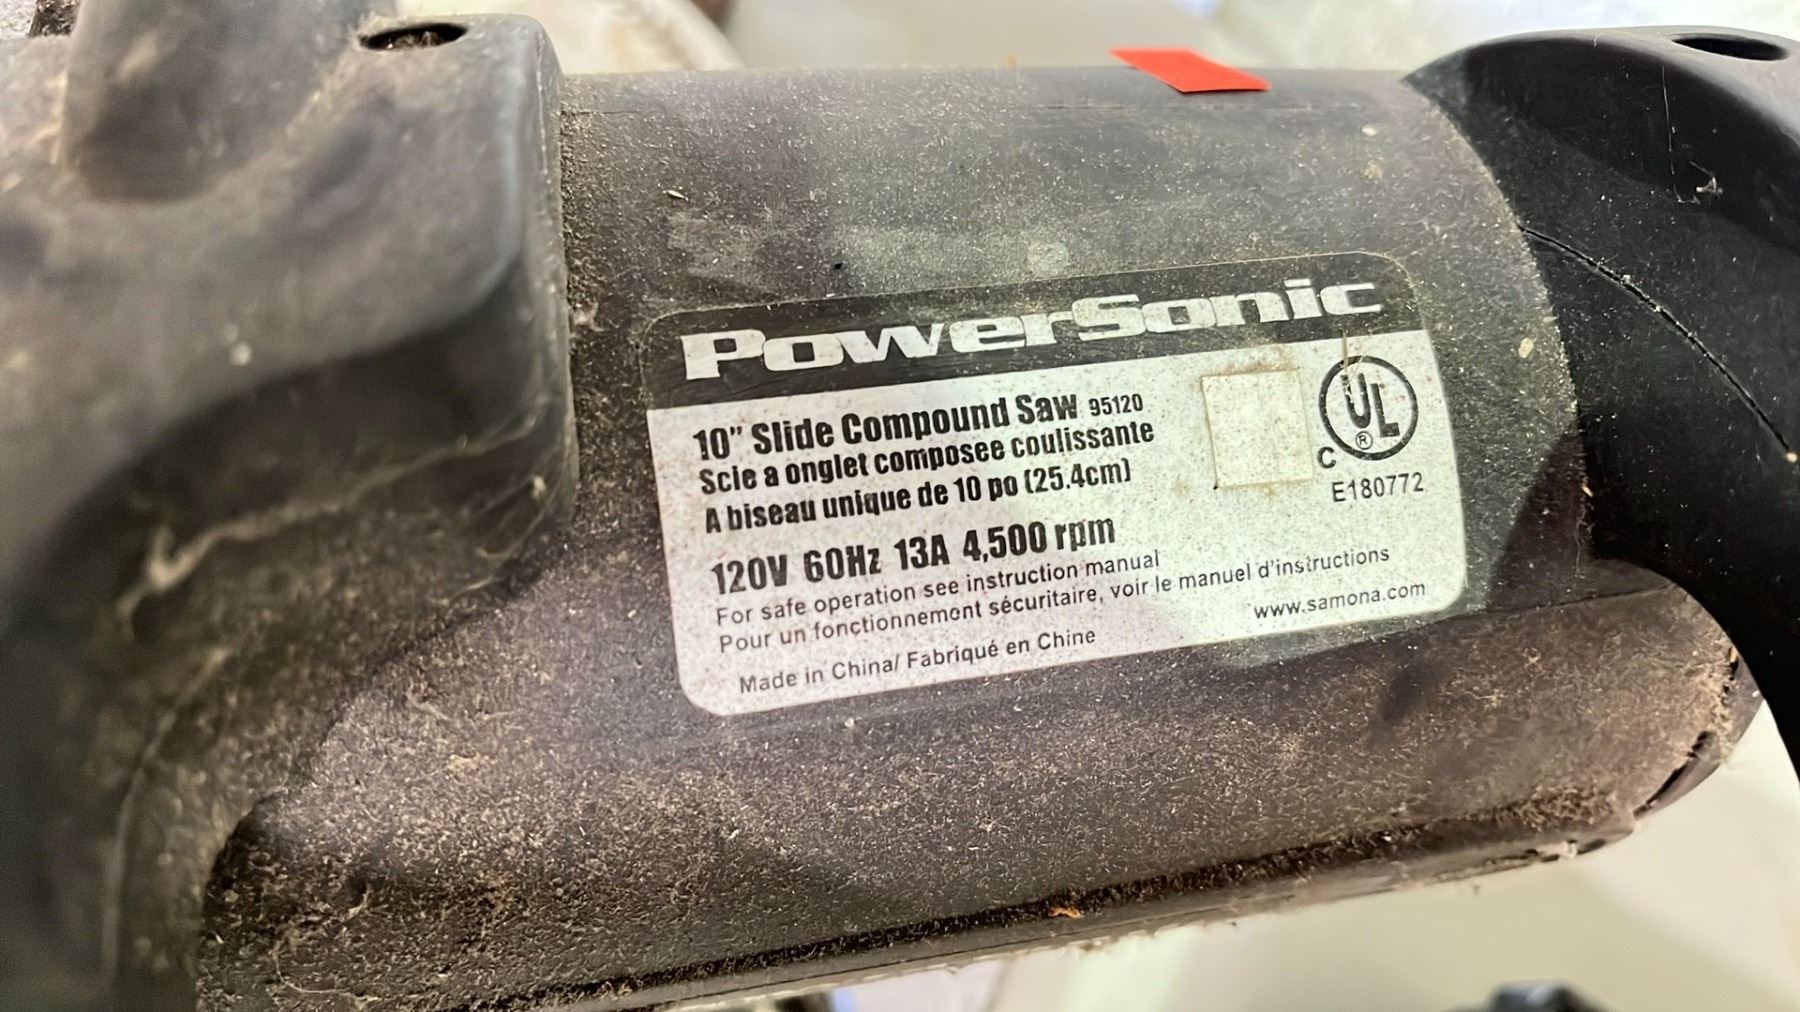 PowerSonic
10" Slide Compound Saw 95120
Scie a onglet composee coulissante
A biseau unique de 10 po (25.4cm)
120V 60Hz 13A 4,500 rpm
For safe operation see instruction manual
Pour un fonctionnement sécuritaire, voir le manuel d'instructions
www.samona.com
Made in China/ Fabriqué en Chine
UL
®
C
E180772